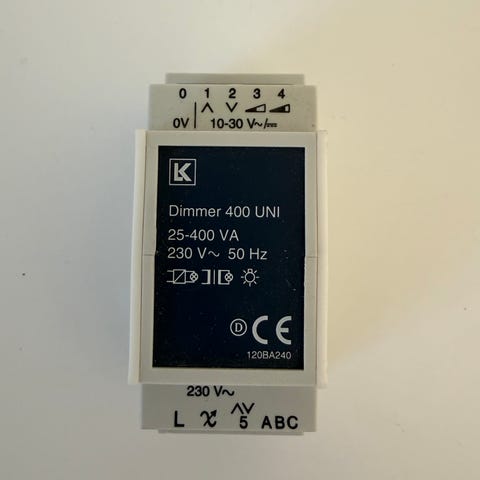 0 1 2 3 4
0V 10-30 V~/⎓
LK
Dimmer 400 UNI
25-400 VA
230 V~ 50 Hz
D CE
120BA240
230 V~
L 5 ABC